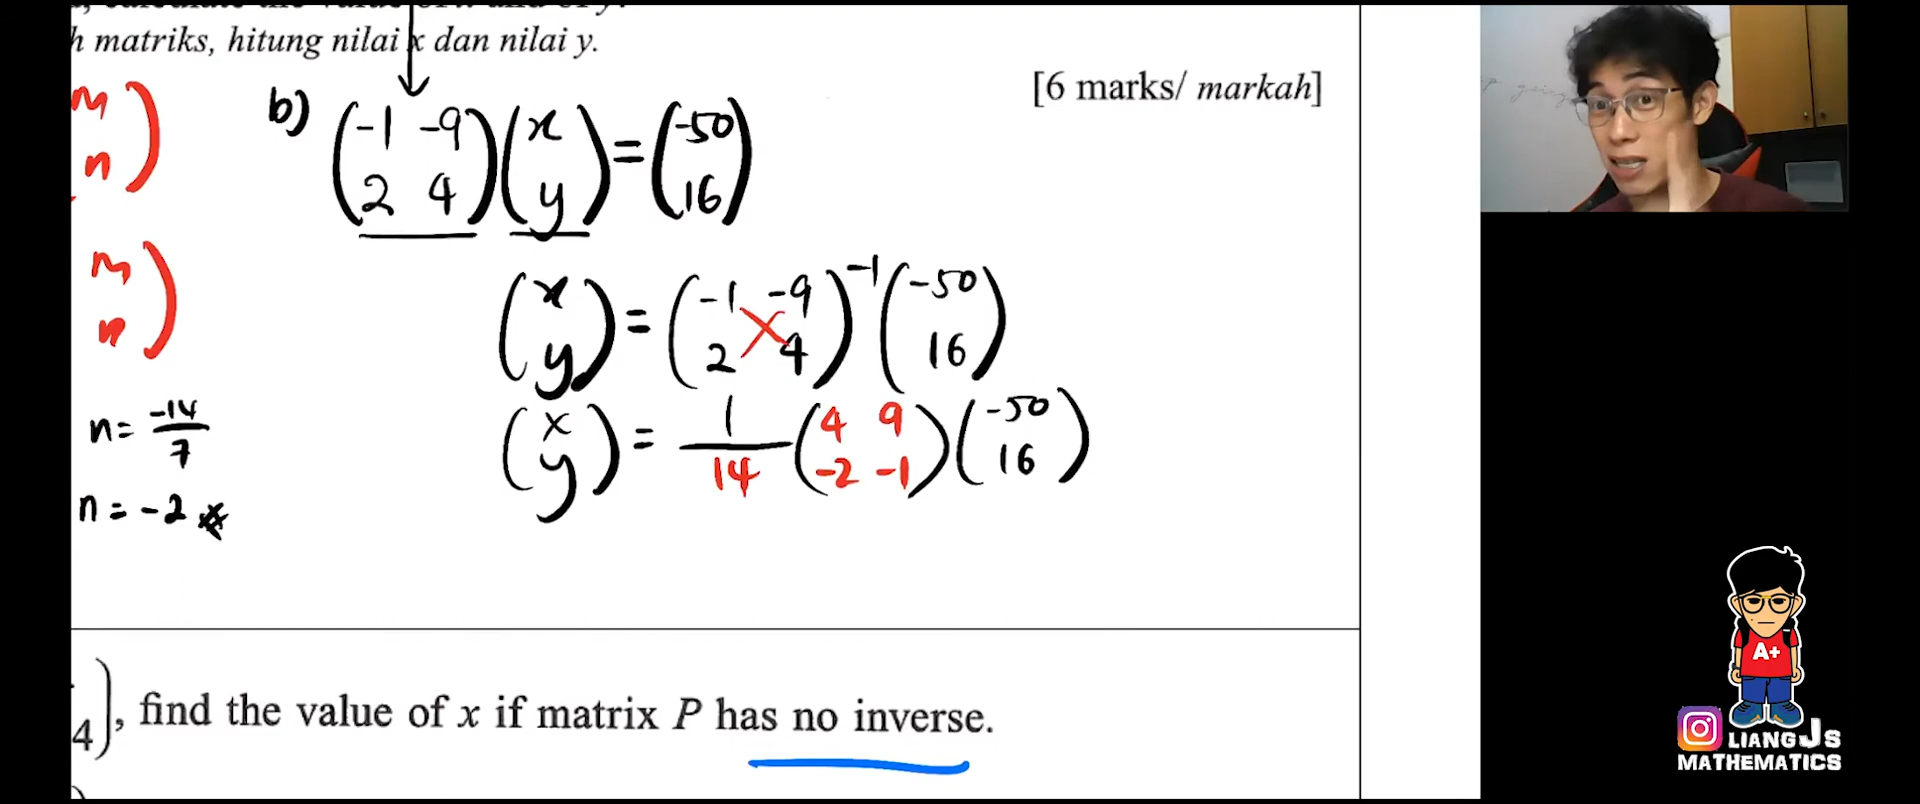 h matriks, hitung nilai x dan nilai y.
[6 marks/ markah]
b) (-1 -9
2 4)(x
y) = (-50
16)
(x
y) = (-1 -9
2 4)⁻¹ (-50
16)
(x
y) = 1/14 (4 9
-2 -1)(-50
16)
m
n)
m
n)
n = -14/7
n = -2
4), find the value of x if matrix P has no inverse.
A+
LIANGJS
MATHEMATICS